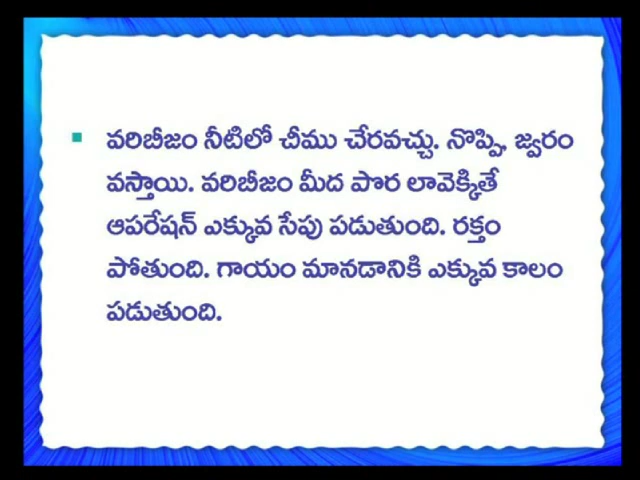 వరిబీజం నీటిలో చీము చేరవచ్చు. నొప్పి, జ్వరం
వస్తాయి. వరిబీజం మీద పొర లావెక్కితే
ఆపరేషన్ ఎక్కువ సేపు పడుతుంది. రక్తం
పోతుంది. గాయం మానడానికి ఎక్కువ కాలం
పడుతుంది.